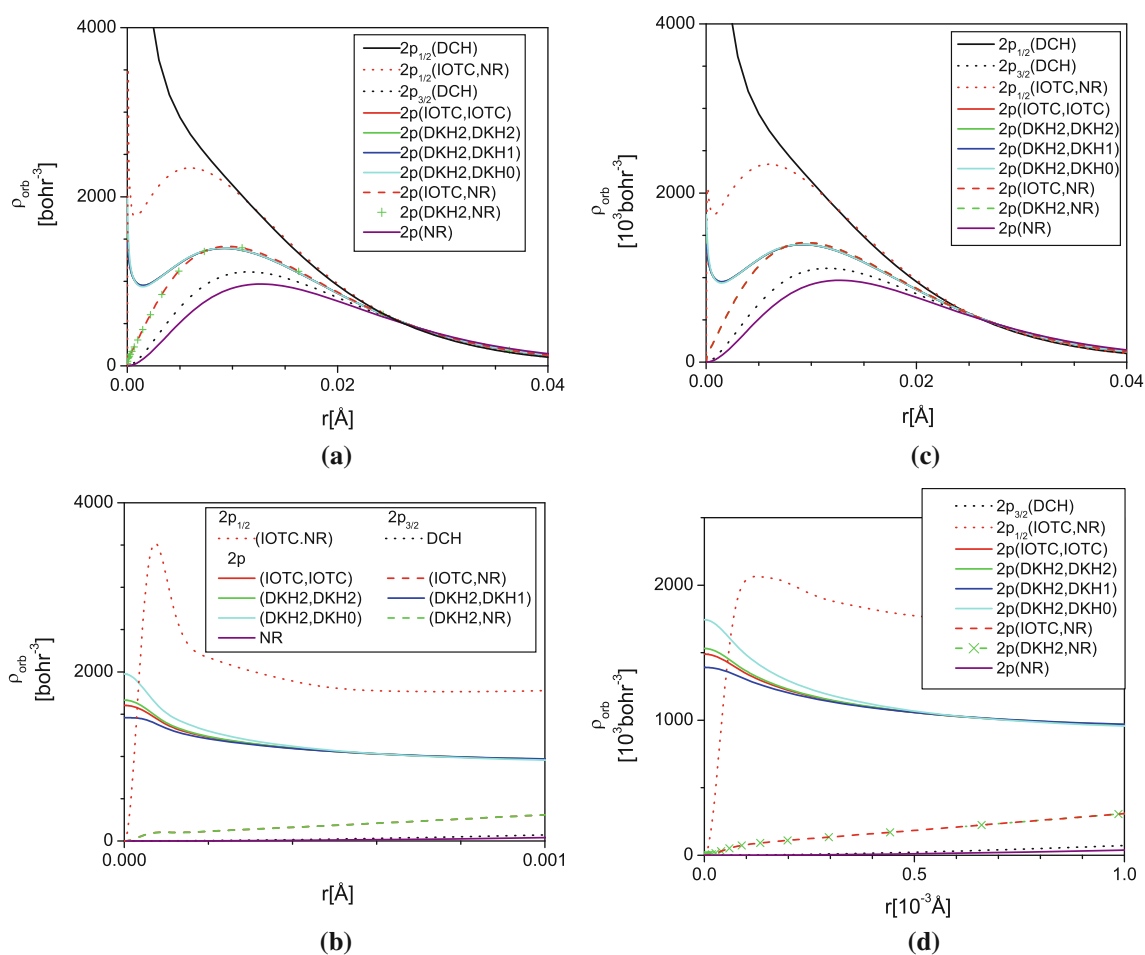 4000
2000
0
ρorb
[bohr-3]
2p1/2(DCH)
2p1/2(IOTC,NR)
2p3/2(DCH)
2p(IOTC,IOTC)
2p(DKH2,DKH2)
2p(DKH2,DKH1)
2p(DKH2,DKH0)
2p(IOTC,NR)
2p(DKH2,NR)
2p(NR)
0.00
0.02
0.04
r[Å]
(a)
4000
2000
0
ρorb
[103bohr-3]
2p1/2(DCH)
2p3/2(DCH)
2p1/2(IOTC,NR)
2p(IOTC,IOTC)
2p(DKH2,DKH2)
2p(DKH2,DKH1)
2p(DKH2,DKH0)
2p(IOTC,NR)
2p(DKH2,NR)
2p(NR)
0.00
0.02
0.04
r[Å]
(c)
4000
2000
0
ρorb
[bohr-3]
2p1/2 2p3/2
(IOTC.NR) DCH
2p
(IOTC,IOTC) (IOTC,NR)
(DKH2,DKH2) (DKH2,DKH1)
(DKH2,DKH0) (DKH2,NR)
NR
0.000
0.001
r[Å]
(b)
2000
1000
0
ρorb
[103bohr-3]
2p3/2(DCH)
2p1/2(IOTC,NR)
2p(IOTC,IOTC)
2p(DKH2,DKH2)
2p(DKH2,DKH1)
2p(DKH2,DKH0)
2p(IOTC,NR)
2p(DKH2,NR)
2p(NR)
0.0
0.5
1.0
r[10-3Å]
(d)